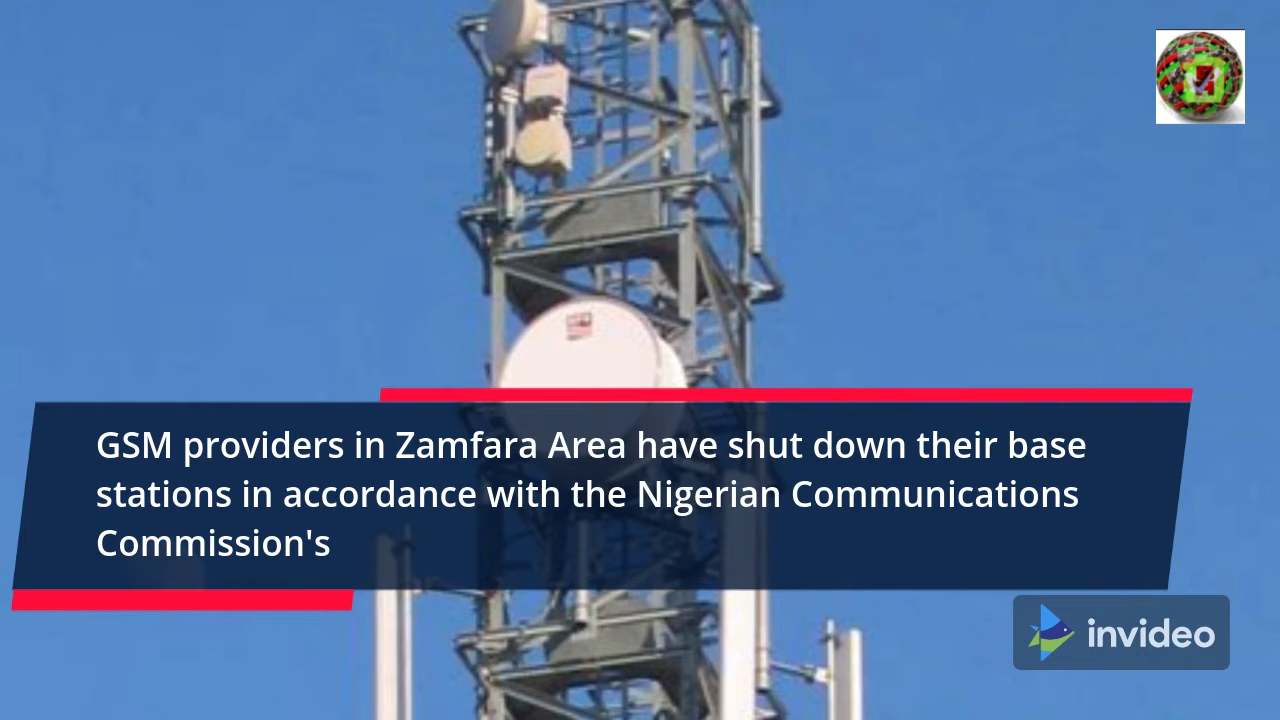 GSM providers in Zamfara Area have shut down their base
stations in accordance with the Nigerian Communications
Commission's
invideo